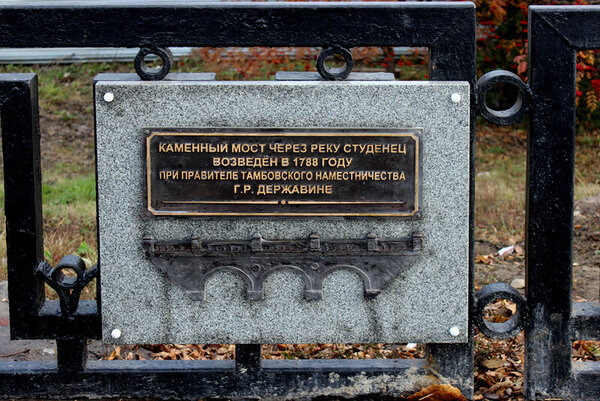 КАМЕННЫЙ МОСТ ЧЕРЕЗ РЕКУ СТУДЕНЕЦ
ВОЗВЕДЁН В 1788 ГОДУ
ПРИ ПРАВИТЕЛЕ ТАМБОВСКОГО НАМЕСТНИЧЕСТВА
Г.Р. ДЕРЖАВИНЕ